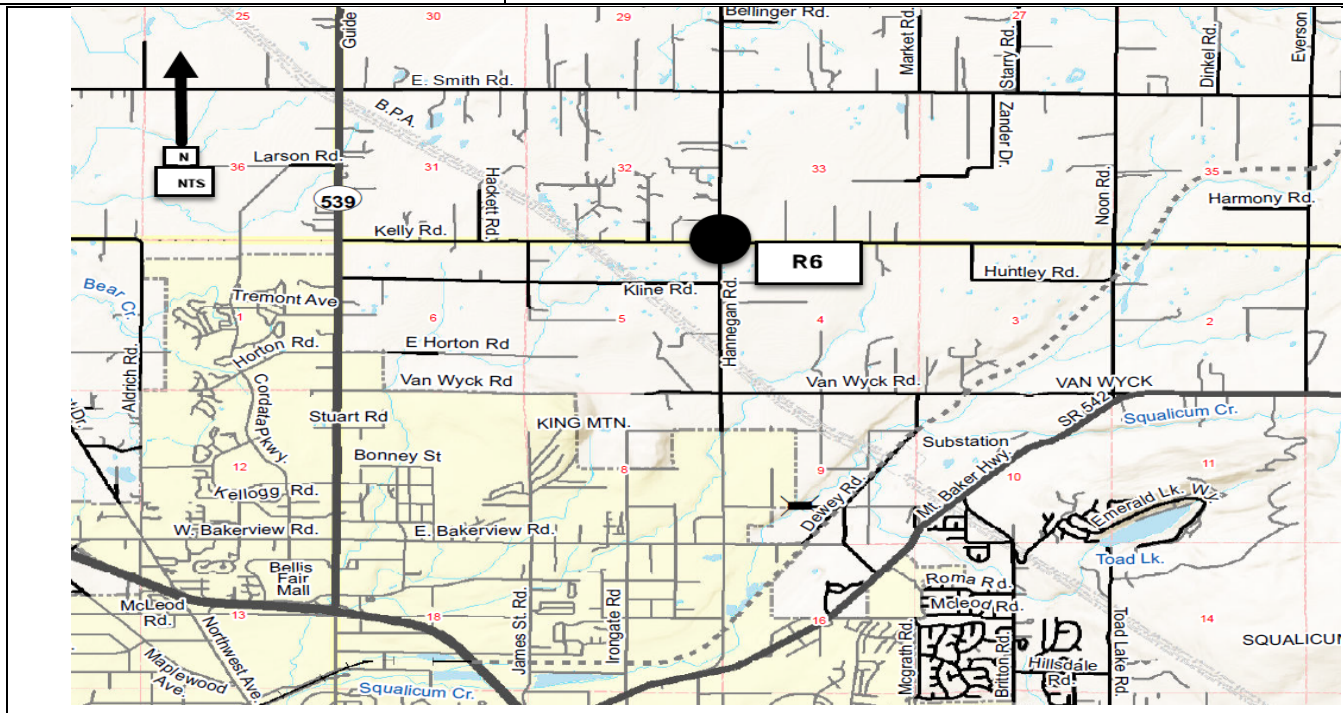 25
30
29
27
Guide
Bellinger Rd.
Market Rd.
Starry Rd.
Dinkel Rd.
Everson
E. Smith Rd.
B.P.A.
Zander Dr.
N
NTS
Larson Rd.
36
31
32
33
35
Hackett Rd.
Noon Rd.
539
Harmony Rd.
Kelly Rd.
R6
Huntley Rd.
Bear Cr.
Kline Rd.
Hannegan Rd.
Tremont Ave
1
6
5
4
3
2
Aldrich Rd.
Horton Rd.
E Horton Rd
Cordata Pkwy.
Van Wyck Rd
Van Wyck Rd.
VAN WYCK
Dr.
Stuart Rd
KING MTN.
SR 542
Squalicum Cr.
Substation
Bonney St
12
8
9
10
11
Kellogg Rd.
Dewey Rd.
Mt. Baker Hwy.
Emerald Lk.
W. Bakerview Rd.
E. Bakerview Rd.
Toad Lk.
Bellis
Fair
Mall
Roma Rd.
McLeod
Rd.
13
18
16
14
Mcleod Rd.
Northwest Ave.
James St. Rd.
Irongate Rd
Mcgrath Rd.
Britton Rd.
Toad Lake Rd.
SQUALICUM
Maplewood
Ave.
Hillsdale
Rd.
Squalicum Cr.